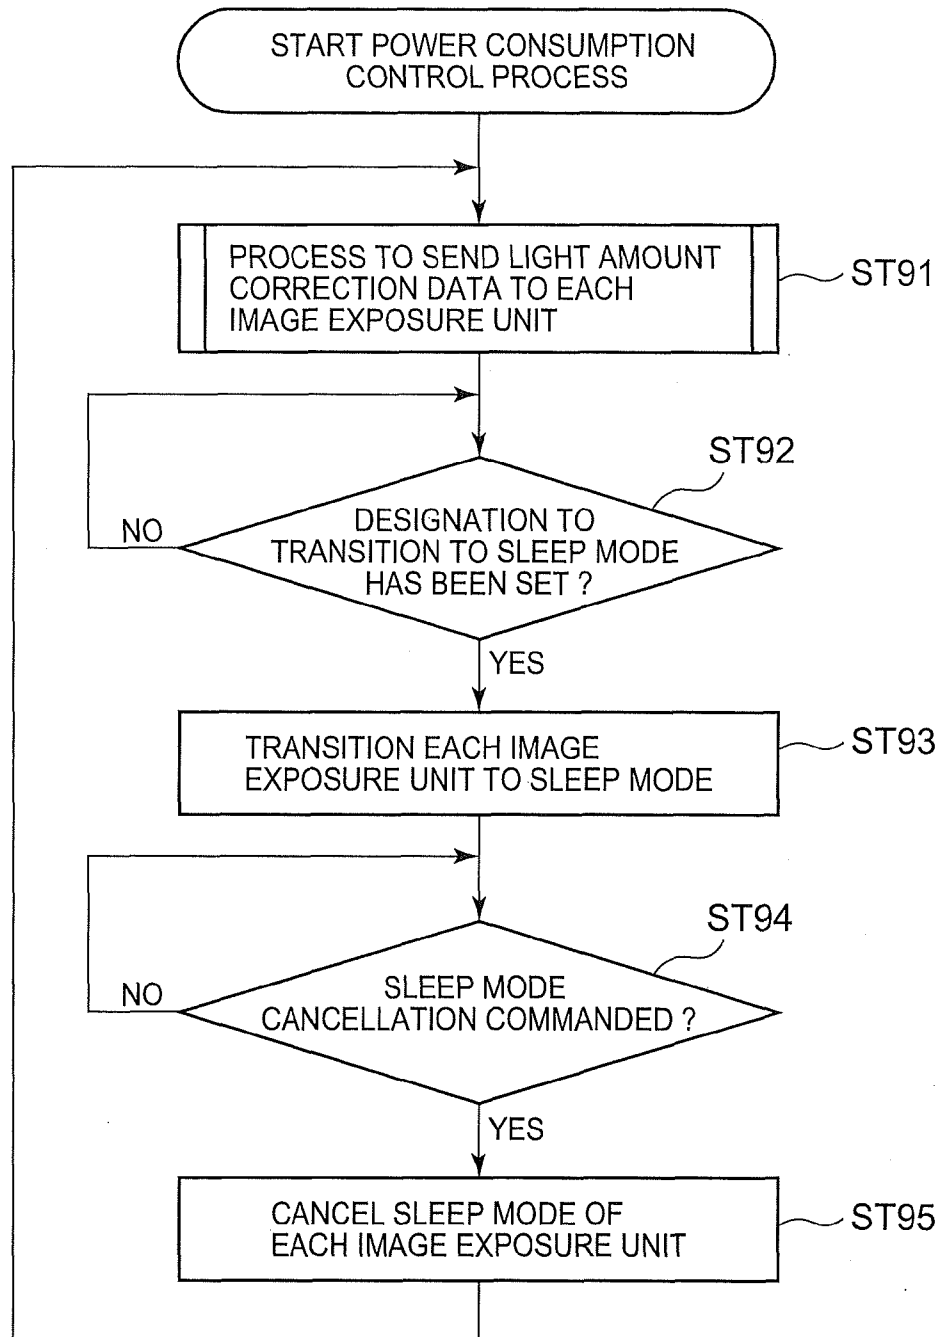 START POWER CONSUMPTION
CONTROL PROCESS
PROCESS TO SEND LIGHT AMOUNT
CORRECTION DATA TO EACH
IMAGE EXPOSURE UNIT
ST91
ST92
DESIGNATION TO
TRANSITION TO SLEEP MODE
HAS BEEN SET ?
NO
YES
TRANSITION EACH IMAGE
EXPOSURE UNIT TO SLEEP MODE
ST93
ST94
SLEEP MODE
CANCELLATION COMMANDED ?
NO
YES
CANCEL SLEEP MODE OF
EACH IMAGE EXPOSURE UNIT
ST95